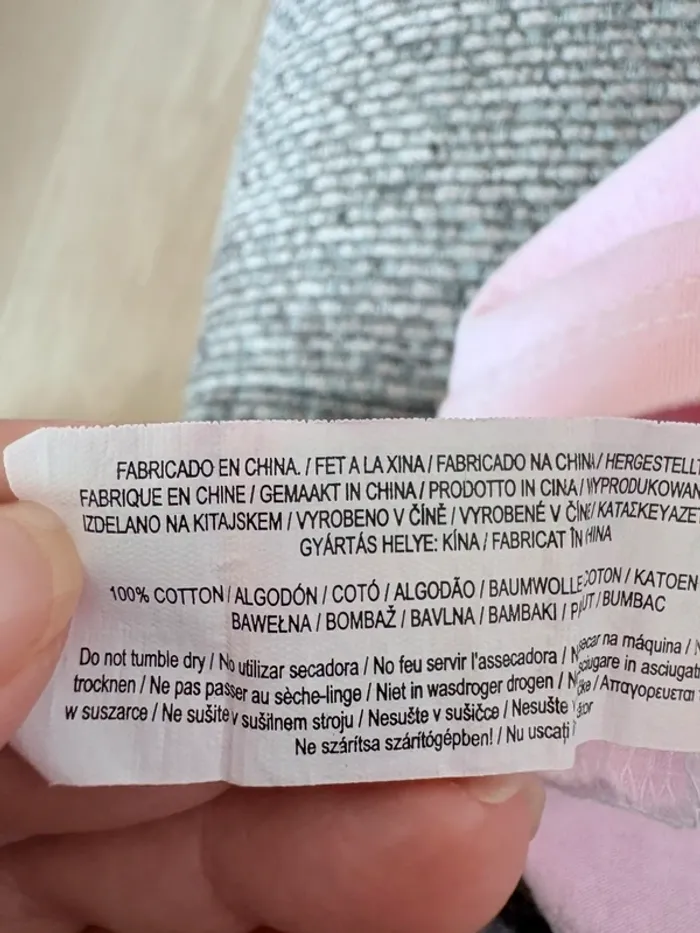 FABRICADO EN CHINA. / FET A LA XINA / FABRICADO NA CHINA / HERGESTELLT
FABRIQUE EN CHINE / GEMAAKT IN CHINA / PRODOTTO IN CINA / WYPRODUKOWAN
IZDELANO NA KITAJSKEM / VYROBENO V ČÍNĚ / VYROBENÉ V ČÍNE / ΚΑΤΑΣΚΕΥΑΖΕΤ
GYÁRTÁS HELYE: KÍNA / FABRICAT ÎN CHINA
100% COTTON / ALGODÓN / COTÓ / ALGODÃO / BAUMWOLLE COTON / KATOEN
BAWEŁNA / BOMBAŽ / BAVLNA / BAMBAKI / BUMBAC
Do not tumble dry / No utilizar secadora / No feu servir l'assecadora / secar na máquina /
trocknen / Ne pas passer au sèche-linge / Niet in wasdroger drogen / asciugare in asciugat
w suszarce / Ne sušite v sušilnem stroju / Nesušte v sušičce / Nesušte / Απαγορευεται
Ne szárítsa szárítógépben! / Nu uscați